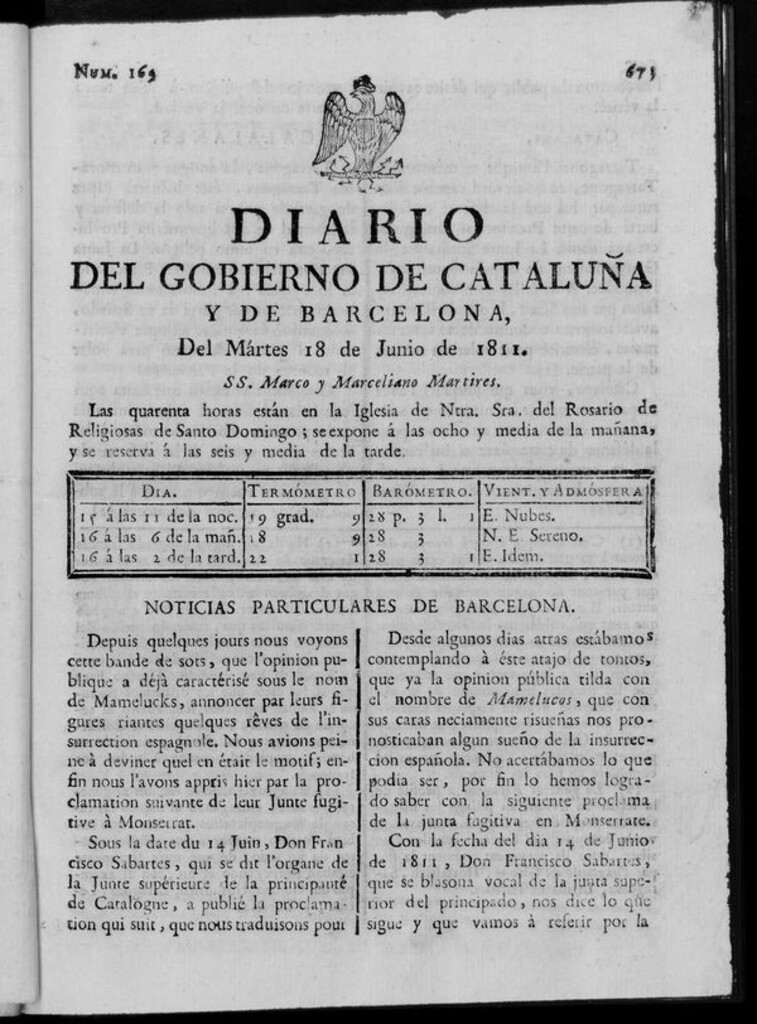 Num. 169 673
DIARIO
DEL GOBIERNO DE CATALUÑA
Y DE BARCELONA,
Del Mártes 18 de Junio de 1811.
SS. Marco y Marceliano Martires.
Las quarenta horas están en la Iglesia de Ntra. Sra. del Rosario de
Religiosas de Santo Domingo ; se expone á las ocho y media de la mañana,
y se reserva á las seis y media de la tarde.
DIA. TERMÓMETRO BARÓMETRO. VIENT. Y ADMÓSFERA
15 á las 11 de la noc. 19 grad. 9 28 p. 3 l. 1 E. Nubes.
16 á las 6 de la mañ. 18 9 28 3 N. E. Sereno.
16 á las 2 de la tard. 22 1 28 3 1 E. Idem.
NOTICIAS PARTICULARES DE BARCELONA.
Depuis quelques jours nous voyons
cette bande de sots, que l'opinion pu-
blique a déjà caractérisé sous le nom
de Mamelucks, annoncer par leurs fi-
gures riantes quelques rêves de l'in-
surrection espagnole. Nous avions pei-
ne à deviner quel en était le motif; en-
fin nous l'avons appris hier par la pro-
clamation suivante de leur Junte fugi-
tive à Monserrat.
Sous la date du 14 Juin, Don Fran
cisco Sabartes, qui se dit l'organe de
la Junte supérieure de la principauté
de Catalogne, a publié la proclama-
tion qui suit, que nous traduisons pour
Desde algunos dias atras estábamos
contemplando à éste atajo de tontos,
que ya la opinion pública tilda con
el nombre de Mamelucos, que con
sus caras neciamente risueñas nos pro-
nosticaban algun sueño de la insurrec-
cion española. No acertábamos lo que
podia ser, por fin lo hemos logra-
do saber con la siguiente proclama
de la junta fugitiva en Monserrate.
Con la fecha del dia 14 de Junio
de 1811, Don Francisco Sabartes,
que se blasona vocal de la junta supe-
rior del principado, nos dice lo que
sigue y que vamos à referir por la